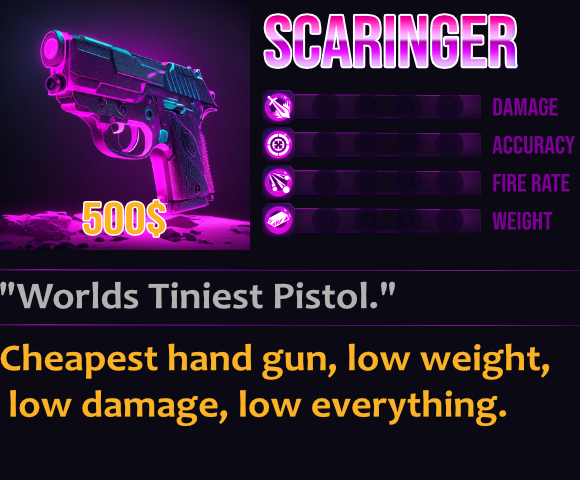 SCARINGER
DAMAGE
ACCURACY
FIRE RATE
WEIGHT
500$
"Worlds Tiniest Pistol."
Cheapest hand gun, low weight,
low damage, low everything.